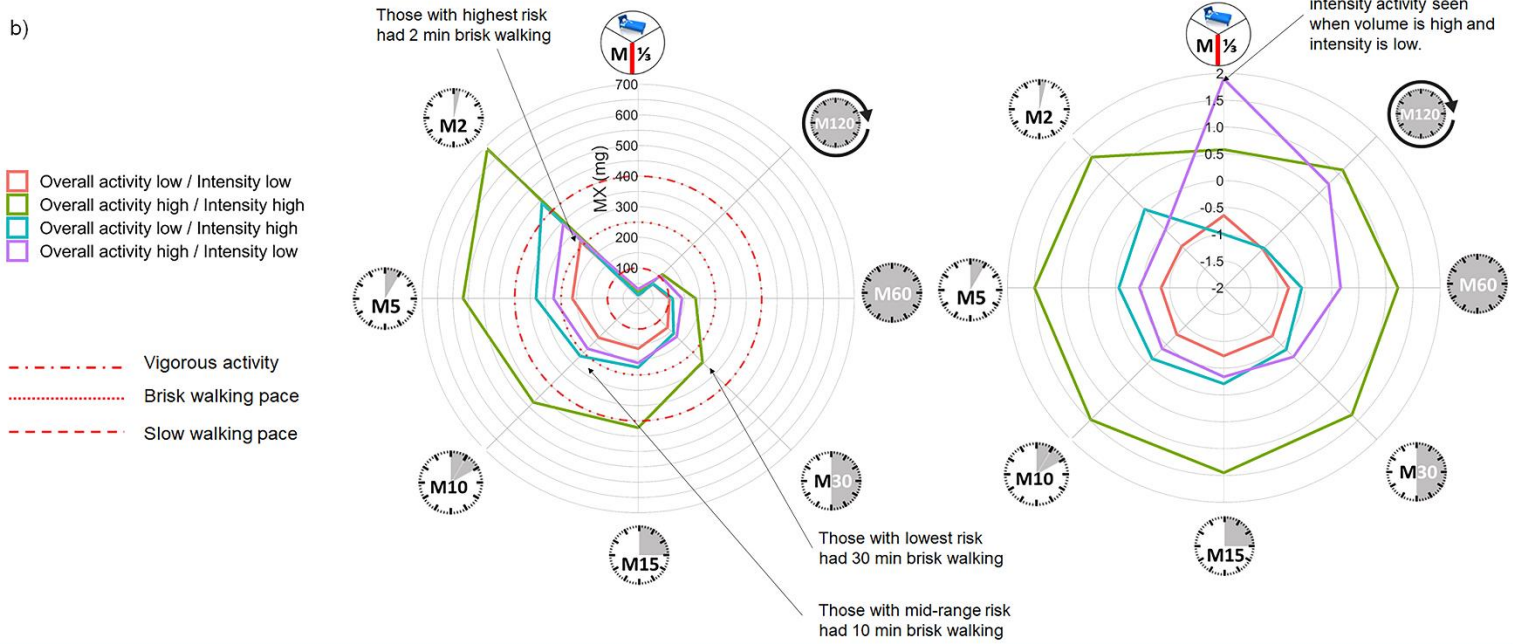 b)
Those with highest risk
had 2 min brisk walking
M ⅓
700
600
500
400
300
200
100
MX (mg)
M2
M120
M5
M60
M10
M30
M15
Overall activity low / Intensity low
Overall activity high / Intensity high
Overall activity low / Intensity high
Overall activity high / Intensity low
Vigorous activity
Brisk walking pace
Slow walking pace
Those with lowest risk
had 30 min brisk walking
Those with mid-range risk
had 10 min brisk walking
intensity activity seen
when volume is high and
intensity is low.
M ⅓
2
1.5
1.0
0.5
0
-0.5
-1
-1.5
-2
M2
M120
M5
M60
M10
M30
M15